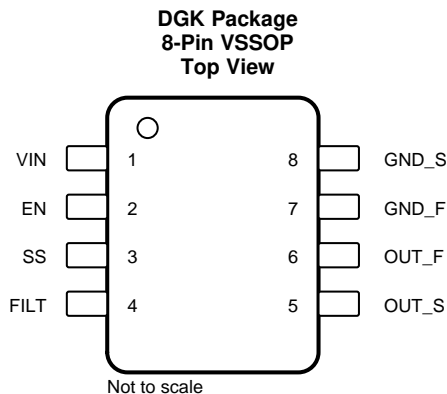 DGK Package
8-Pin VSSOP
Top View
VIN 1 8 GND_S
EN 2 7 GND_F
SS 3 6 OUT_F
FILT 4 5 OUT_S
Not to scale